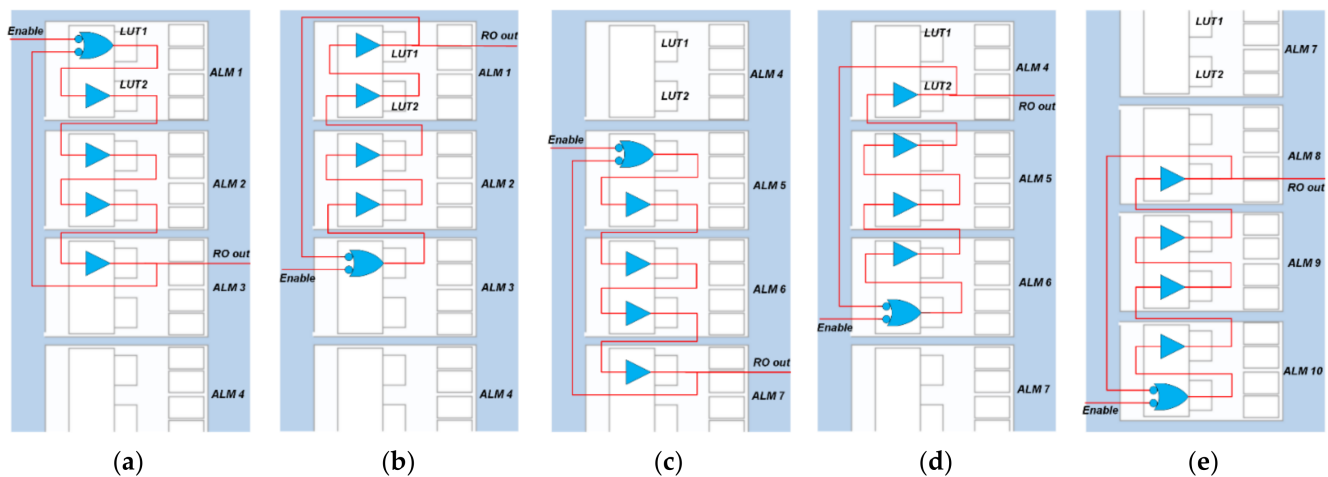 Enable
LUT1
ALM 1
LUT2
ALM 2
RO out
ALM 3
ALM 4
(a)
RO out
LUT1
ALM 1
LUT2
ALM 2
Enable
ALM 3
ALM 4
(b)
LUT1
ALM 4
LUT2
Enable
ALM 5
ALM 6
RO out
ALM 7
(c)
LUT1
ALM 4
LUT2
RO out
ALM 5
ALM 6
Enable
ALM 7
(d)
LUT1
ALM 7
LUT2
ALM 8
RO out
ALM 9
ALM 10
Enable
(e)